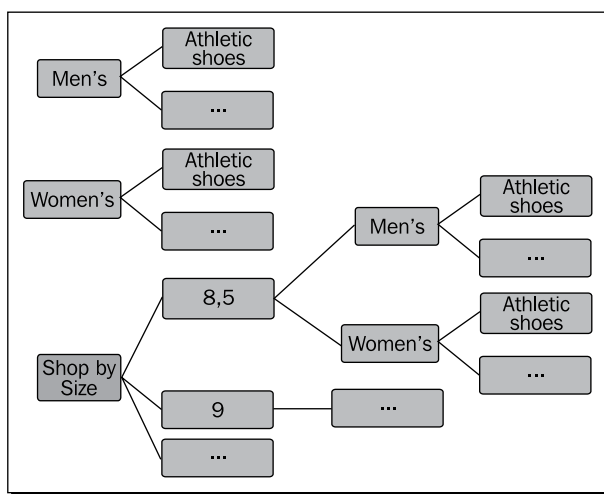 Athletic
shoes
Men's
...
Athletic
shoes
Women's
...
Athletic
shoes
Men's
...
8,5
Athletic
shoes
Women's
...
Shop by
Size
9
...
...